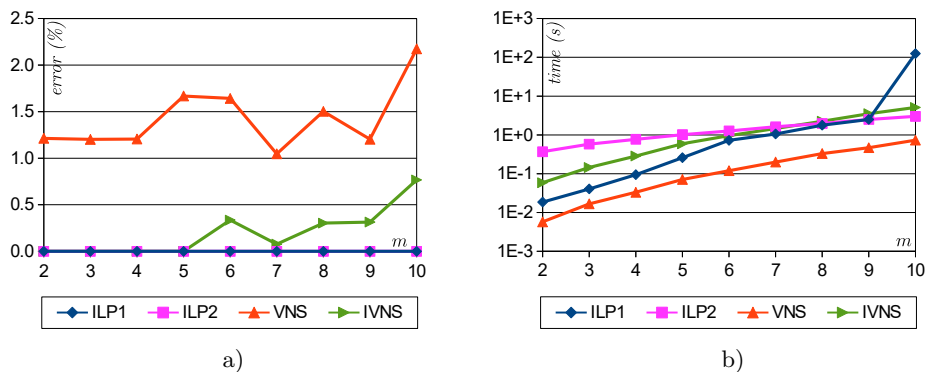 2.5
2.0
1.5
1.0
0.5
0.0
error (%)
m
2 3 4 5 6 7 8 9 10
ILP1 ILP2 VNS IVNS
a)
1E+3
1E+2
1E+1
1E+0
1E-1
1E-2
1E-3
time (s)
m
2 3 4 5 6 7 8 9 10
ILP1 ILP2 VNS IVNS
b)